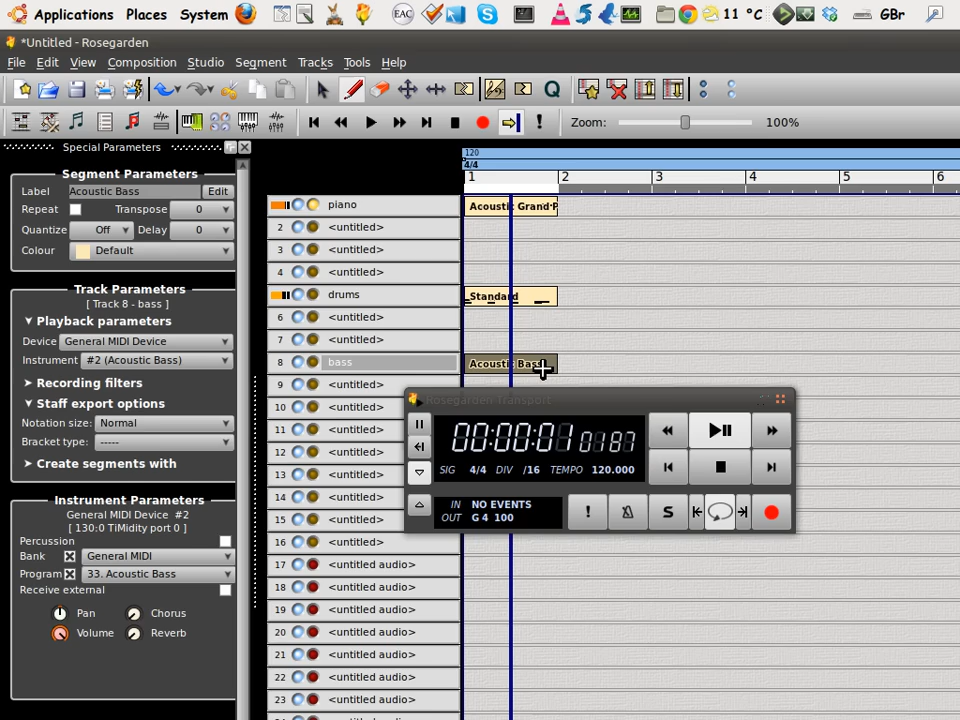 Applications Places System EAC 11 °C GBr
*Untitled - Rosegarden
File Edit View Composition Studio Segment Tracks Tools Help
Zoom: 100%
Special Parameters
Segment Parameters
Label Acoustic Bass Edit
Repeat Transpose 0
Quantize Off Delay 0
Colour Default
Track Parameters
[ Track 8 - bass ]
Playback parameters
Device General MIDI Device
Instrument #2 (Acoustic Bass)
Recording filters
Staff export options
Notation size: Normal
Bracket type: -----
Create segments with
Instrument Parameters
General MIDI Device #2
[ 130:0 TiMidity port 0 ]
Percussion
Bank General MIDI
Program 33. Acoustic Bass
Receive external
Pan Chorus
Volume Reverb
120
4/4
1 2 3 4 5 6
piano Acoustic Grand P
2 <untitled>
3 <untitled>
4 <untitled>
drums Standard
6 <untitled>
7 <untitled>
8 bass Acoustic Bass
9 <untitled>
10 <untitled>
11 <untitled>
12 <untitled>
13 <untitled>
14 <untitled>
15 <untitled>
16 <untitled>
17 <untitled audio>
18 <untitled audio>
19 <untitled audio>
20 <untitled audio>
21 <untitled audio>
22 <untitled audio>
23 <untitled audio>
Rosegarden Transport
00:00:01 0187
SIG 4/4 DIV /16 TEMPO 120.000
IN NO EVENTS
OUT G 4 100
! S